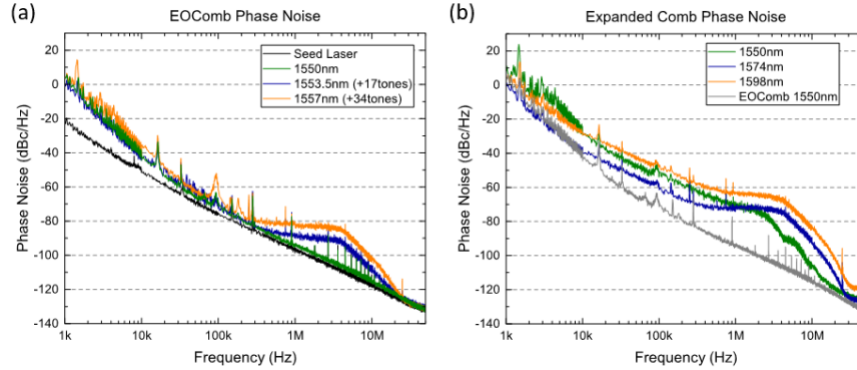 (a)
EOComb Phase Noise
Seed Laser
1550nm
1553.5nm (+17tones)
1557nm (+34tones)
Phase Noise (dBc/Hz)
20
0
-20
-40
-60
-80
-100
-120
-140
1k
10k
100k
1M
10M
Frequency (Hz)
(b)
Expanded Comb Phase Noise
1550nm
1574nm
1598nm
EOComb 1550nm
Phase Noise (dBc/Hz)
20
0
-20
-40
-60
-80
-100
-120
-140
1k
10k
100k
1M
10M
Frequency (Hz)